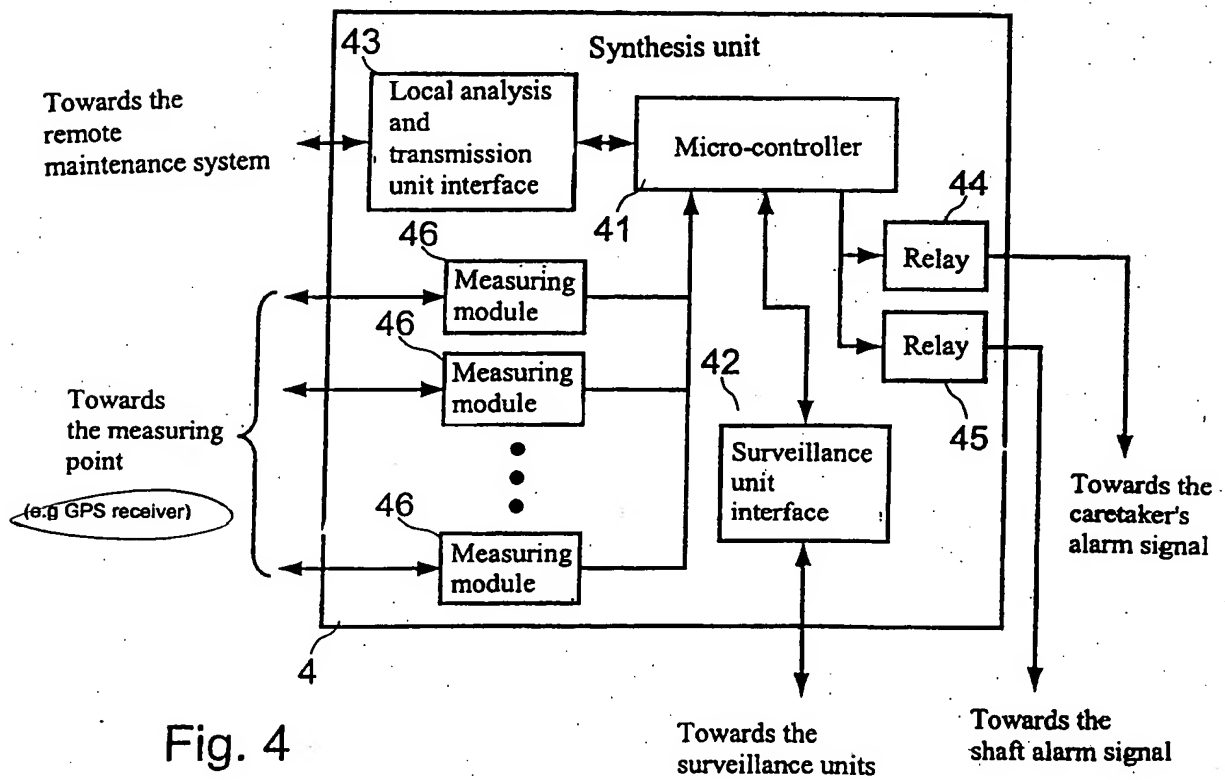 Synthesis unit
43
Local analysis
and
transmission
unit interface
Towards the
remote
maintenance system
Micro-controller
41
44
Relay
46
Measuring
module
46
Measuring
module
Relay
45
42
Towards
the measuring
point
(e.g GPS receiver)
46
Measuring
module
Surveillance
unit
interface
Towards the
caretaker's
alarm signal
4
Fig. 4
Towards the
surveillance units
Towards the
shaft alarm signal